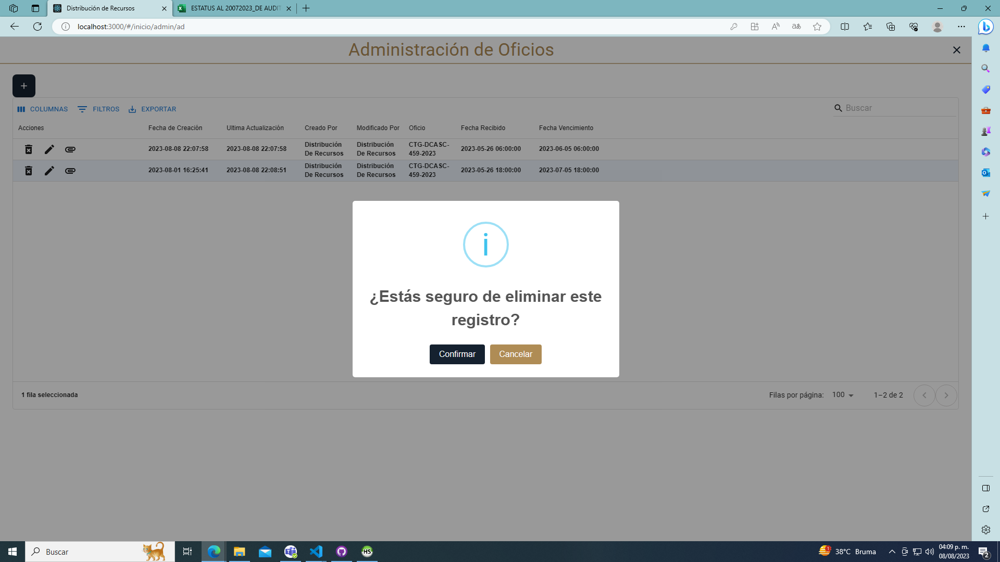 Distribución de Recursos
ESTATUS AL 20072023_DE AUDIT
localhost:3000/#/inicio/admin/ad
Administración de Oficios
COLUMNAS FILTROS EXPORTAR Buscar
Acciones Fecha de Creación Ultima Actualización Creado Por Modificado Por Oficio Fecha Recibido Fecha Vencimiento
2023-08-08 22:07:58 2023-08-08 22:07:58 Distribución De Recursos Distribución De Recursos CTG-DCASC-459-2023 2023-05-26 06:00:00 2023-06-05 06:00:00
2023-08-01 16:25:41 2023-08-08 22:08:51 Distribución De Recursos Distribución De Recursos CTG-DCASC-459-2023 2023-05-26 18:00:00 2023-07-05 18:00:00
i
¿Estás seguro de eliminar este
registro?
Confirmar Cancelar
1 fila seleccionada
Filas por página: 100 1–2 de 2
Buscar
HS
1
38°C Bruma
04:09 p. m.
08/08/2023
2